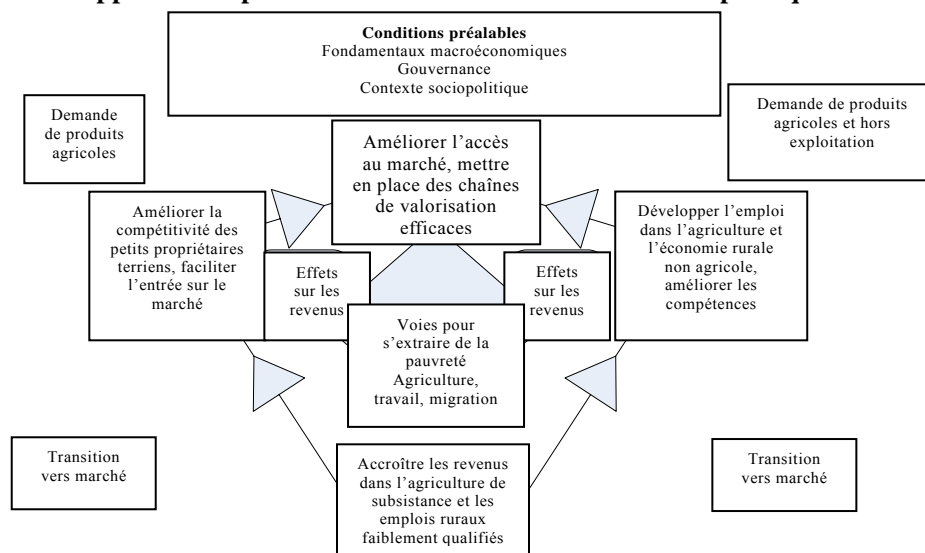 Conditions préalables
Fondamentaux macroéconomiques
Gouvernance
Contexte sociopolitique
Demande
de produits
agricoles
Demande de produits
agricoles et hors
exploitation
Améliorer l’accès
au marché, mettre
en place des chaînes
de valorisation
efficaces
Améliorer la
compétitivité des
petits propriétaires
terriens, faciliter
l’entrée sur le
marché
Développer l’emploi
dans l’agriculture et
l’économie rurale
non agricole,
améliorer les
compétences
Effets
sur les
revenus
Effets
sur les
revenus
Voies pour
s’extraire de la
pauvreté
Agriculture,
travail, migration
Transition
vers marché
Accroître les revenus
dans l’agriculture de
subsistance et les
emplois ruraux
faiblement qualifiés
Transition
vers marché